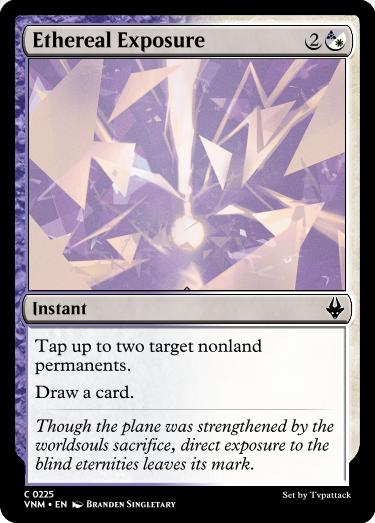 Ethereal Exposure 2
Instant
Tap up to two target nonland
permanents.
Draw a card.
Though the plane was strengthened by the
worldsouls sacrifice, direct exposure to the
blind eternities leaves its mark.
C 0225
VNM • EN Branden Singletary
Set by Tvpattack